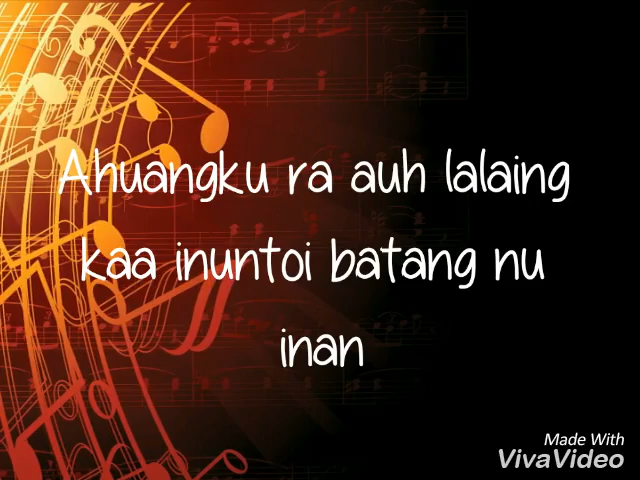 Ahuangku ra auh lalaing
kaa inuntoi batang nu
inan
Made With
VivaVideo